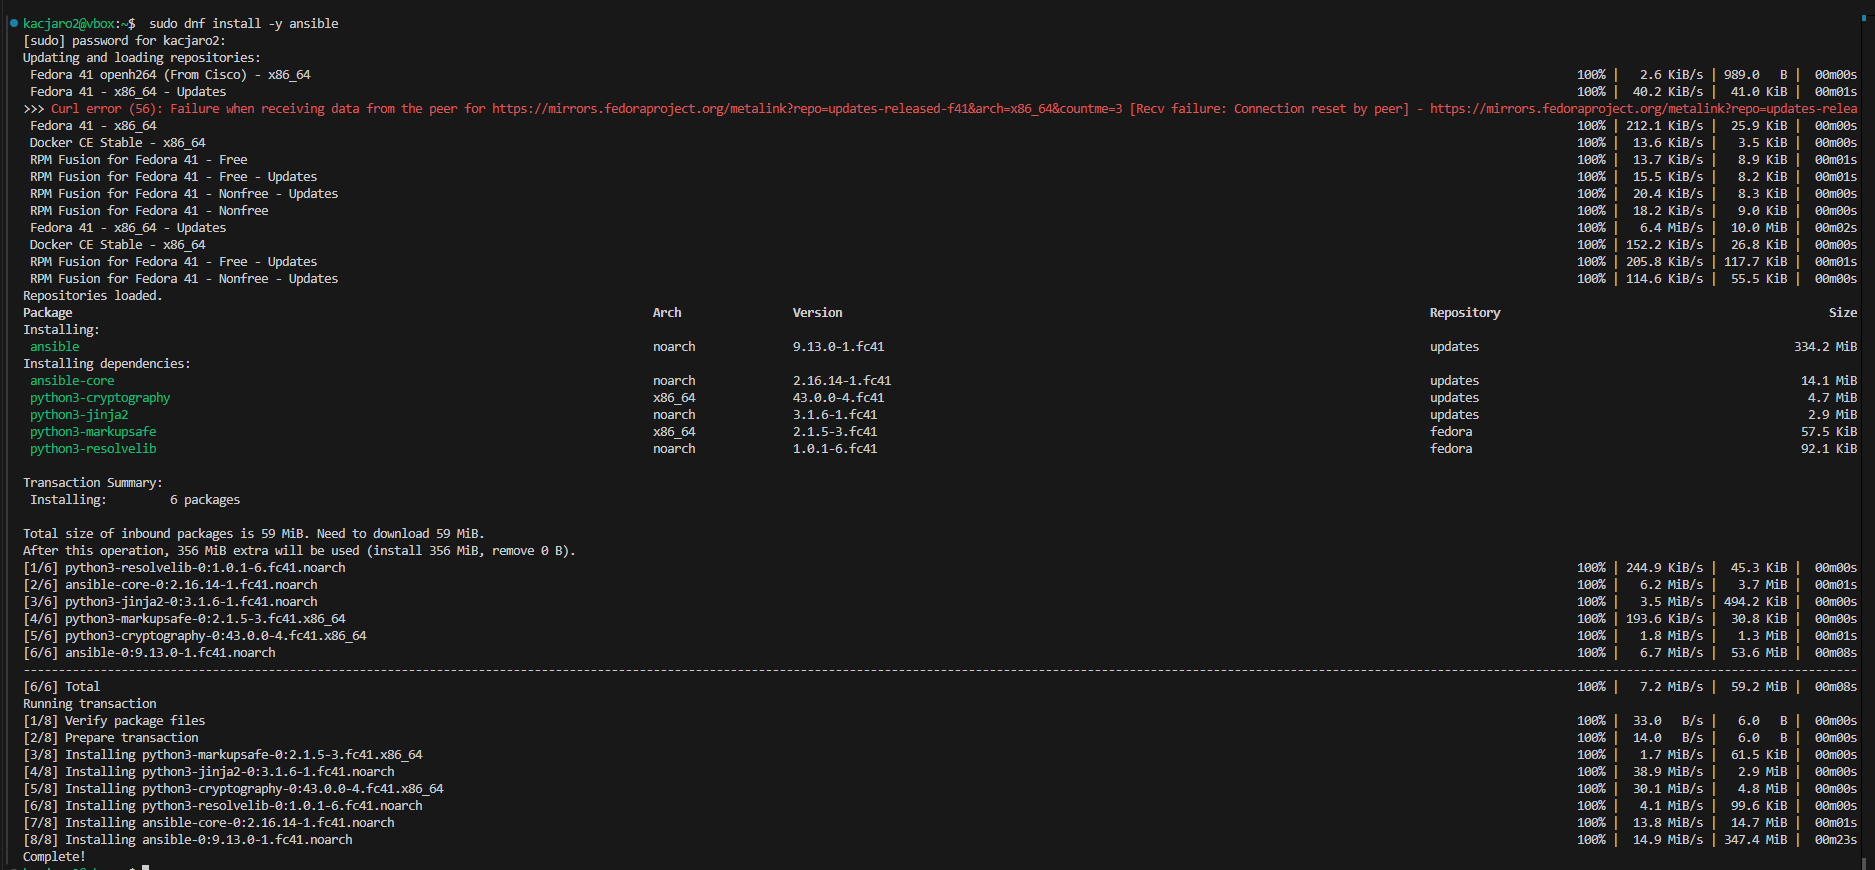 kacjaro2@vbox:~$  sudo dnf install -y ansible
[sudo] password for kacjaro2:
Updating and loading repositories:
 Fedora 41 openh264 (From Cisco) - x86_64 100% |   2.6 KiB/s | 989.0   B |  00m00s
 Fedora 41 - x86_64 - Updates 100% |  40.2 KiB/s |  41.0 KiB |  00m01s
>>> Curl error (56): Failure when receiving data from the peer for https://mirrors.fedoraproject.org/metalink?repo=updates-released-f41&arch=x86_64&countme=3 [Recv failure: Connection reset by peer] - https://mirrors.fedoraproject.org/metalink?repo=updates-relea
 Fedora 41 - x86_64 100% | 212.1 KiB/s |  25.9 KiB |  00m00s
 Docker CE Stable - x86_64 100% |  13.6 KiB/s |   3.5 KiB |  00m00s
 RPM Fusion for Fedora 41 - Free 100% |  13.7 KiB/s |   8.9 KiB |  00m01s
 RPM Fusion for Fedora 41 - Free - Updates 100% |  15.5 KiB/s |   8.2 KiB |  00m01s
 RPM Fusion for Fedora 41 - Nonfree - Updates 100% |  20.4 KiB/s |   8.3 KiB |  00m00s
 RPM Fusion for Fedora 41 - Nonfree 100% |  18.2 KiB/s |   9.0 KiB |  00m00s
 Fedora 41 - x86_64 - Updates 100% |   6.4 MiB/s |  10.0 MiB |  00m02s
 Docker CE Stable - x86_64 100% | 152.2 KiB/s |  26.8 KiB |  00m00s
 RPM Fusion for Fedora 41 - Free - Updates 100% | 205.8 KiB/s | 117.7 KiB |  00m01s
 RPM Fusion for Fedora 41 - Nonfree - Updates 100% | 114.6 KiB/s |  55.5 KiB |  00m00s
Repositories loaded.
Package Arch Version Repository Size
Installing:
 ansible noarch 9.13.0-1.fc41 updates 334.2 MiB
Installing dependencies:
 ansible-core noarch 2.16.14-1.fc41 updates 14.1 MiB
 python3-cryptography x86_64 43.0.0-4.fc41 updates 4.7 MiB
 python3-jinja2 noarch 3.1.6-1.fc41 updates 2.9 MiB
 python3-markupsafe x86_64 2.1.5-3.fc41 fedora 57.5 KiB
 python3-resolvelib noarch 1.0.1-6.fc41 fedora 92.1 KiB
Transaction Summary:
 Installing:         6 packages
Total size of inbound packages is 59 MiB. Need to download 59 MiB.
After this operation, 356 MiB extra will be used (install 356 MiB, remove 0 B).
[1/6] python3-resolvelib-0:1.0.1-6.fc41.noarch 100% | 244.9 KiB/s |  45.3 KiB |  00m00s
[2/6] ansible-core-0:2.16.14-1.fc41.noarch 100% |   6.2 MiB/s |   3.7 MiB |  00m01s
[3/6] python3-jinja2-0:3.1.6-1.fc41.noarch 100% |   3.5 MiB/s | 494.2 KiB |  00m00s
[4/6] python3-markupsafe-0:2.1.5-3.fc41.x86_64 100% | 193.6 KiB/s |  30.8 KiB |  00m00s
[5/6] python3-cryptography-0:43.0.0-4.fc41.x86_64 100% |   1.8 MiB/s |   1.3 MiB |  00m01s
[6/6] ansible-0:9.13.0-1.fc41.noarch 100% |   6.7 MiB/s |  53.6 MiB |  00m08s
[6/6] Total 100% |   7.2 MiB/s |  59.2 MiB |  00m08s
Running transaction
[1/8] Verify package files 100% |  33.0   B/s |   6.0   B |  00m00s
[2/8] Prepare transaction 100% |  14.0   B/s |   6.0   B |  00m00s
[3/8] Installing python3-markupsafe-0:2.1.5-3.fc41.x86_64 100% |   1.7 MiB/s |  61.5 KiB |  00m00s
[4/8] Installing python3-jinja2-0:3.1.6-1.fc41.noarch 100% |  38.9 MiB/s |   2.9 MiB |  00m00s
[5/8] Installing python3-cryptography-0:43.0.0-4.fc41.x86_64 100% |  30.1 MiB/s |   4.8 MiB |  00m00s
[6/8] Installing python3-resolvelib-0:1.0.1-6.fc41.noarch 100% |   4.1 MiB/s |  99.6 KiB |  00m00s
[7/8] Installing ansible-core-0:2.16.14-1.fc41.noarch 100% |  13.8 MiB/s |  14.7 MiB |  00m01s
[8/8] Installing ansible-0:9.13.0-1.fc41.noarch 100% |  14.9 MiB/s | 347.4 MiB |  00m23s
Complete!